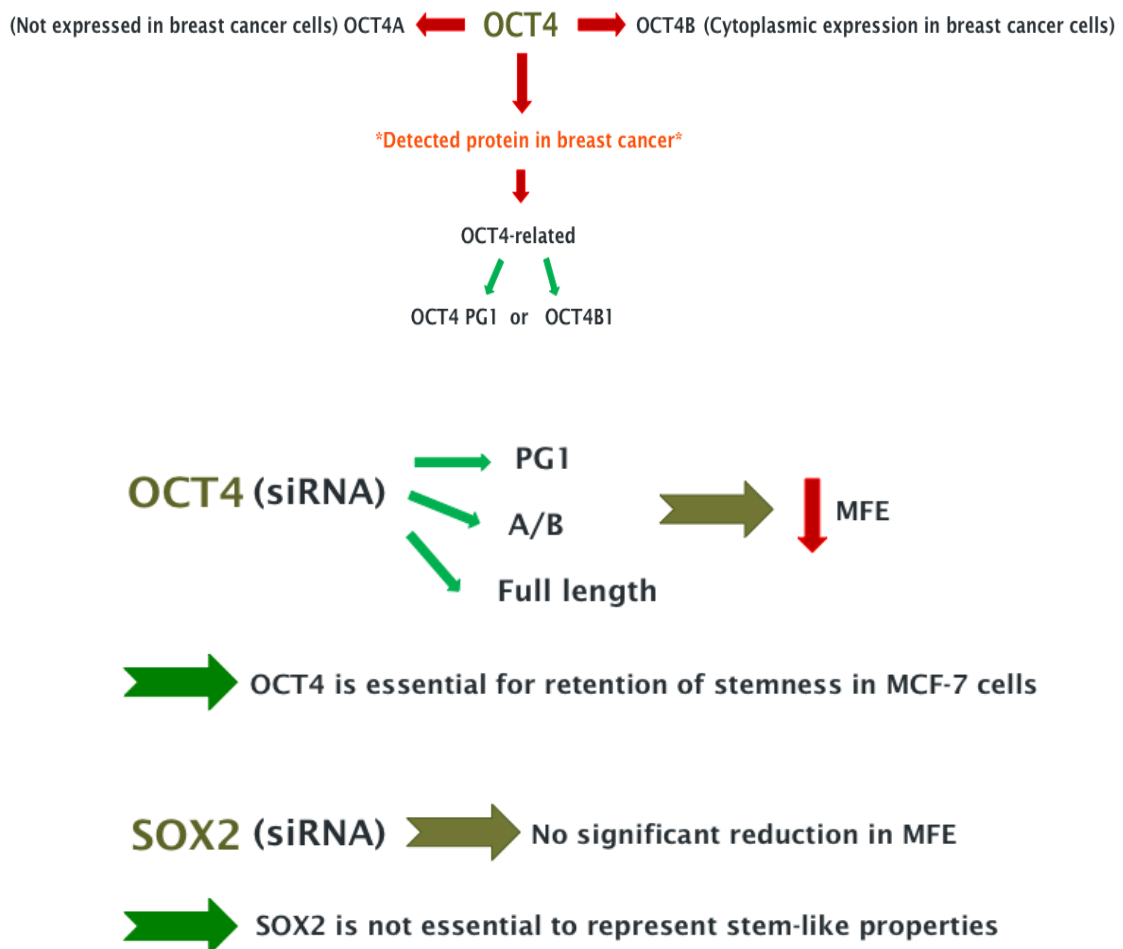 (Not expressed in breast cancer cells) OCT4A OCT4 OCT4B (Cytoplasmic expression in breast cancer cells)
*Detected protein in breast cancer*
OCT4-related
OCT4 PG1 or OCT4B1
PG1
OCT4 (siRNA)
A/B
MFE
Full length
OCT4 is essential for retention of stemness in MCF-7 cells
SOX2 (siRNA) No significant reduction in MFE
SOX2 is not essential to represent stem-like properties